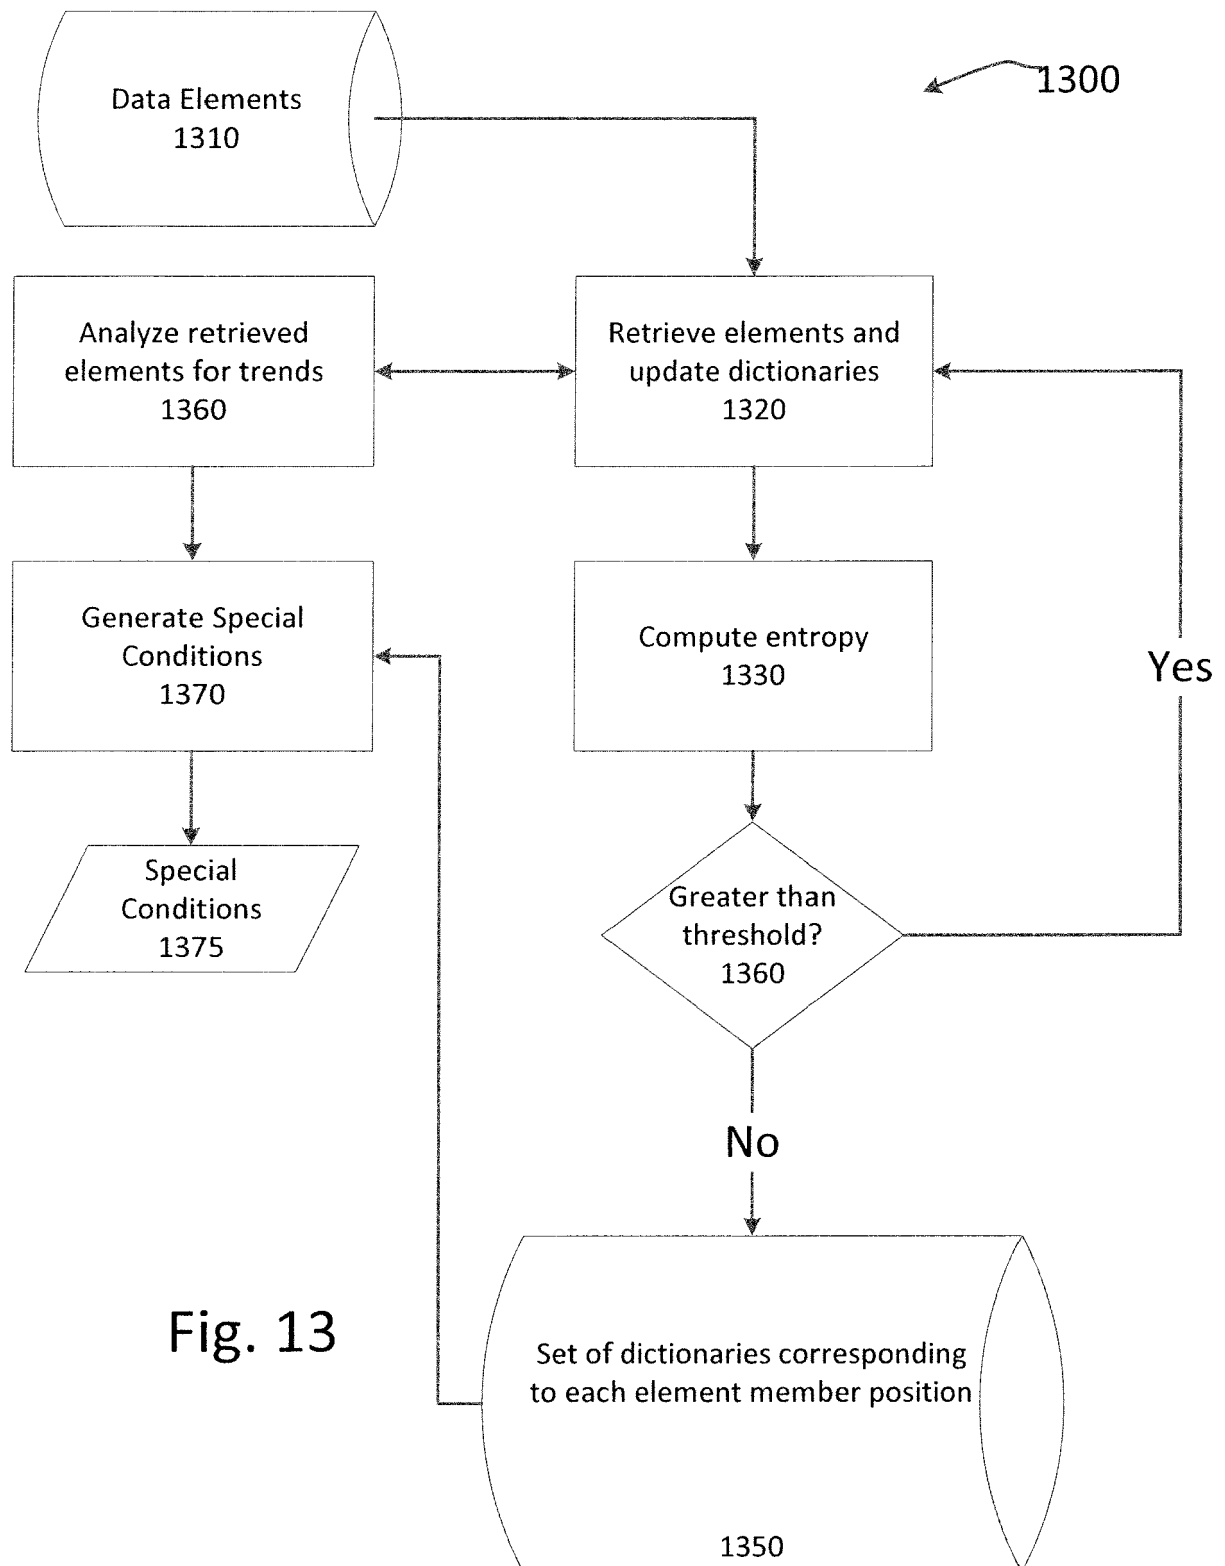 1300
Data Elements
1310
Analyze retrieved
elements for trends
1360
Retrieve elements and
update dictionaries
1320
Generate Special
Conditions
1370
Compute entropy
1330
Yes
Special
Conditions
1375
Greater than
threshold?
1360
No
Fig. 13
Set of dictionaries corresponding
to each element member position
1350